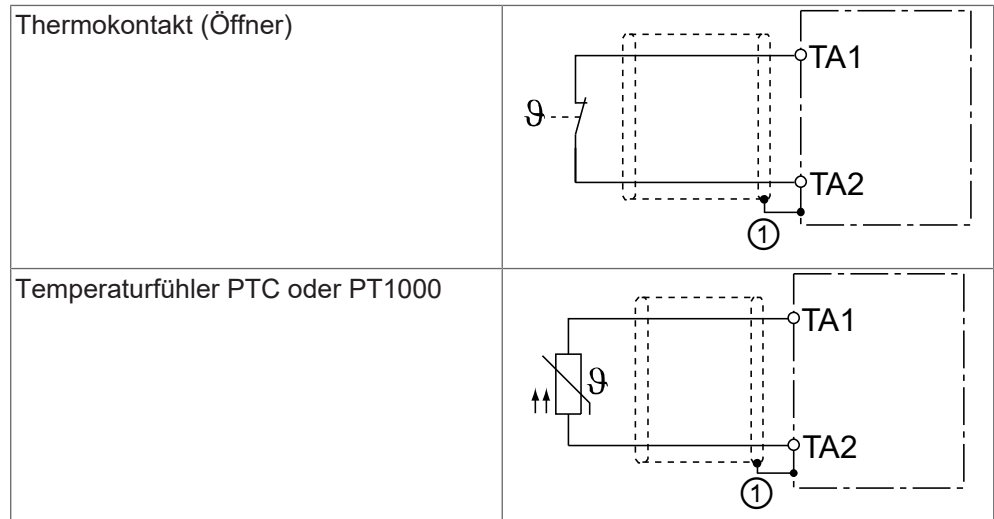 Thermokontakt (Öffner)
TA1
ϑ
TA2
①
Temperaturfühler PTC oder PT1000
TA1
ϑ
TA2
①